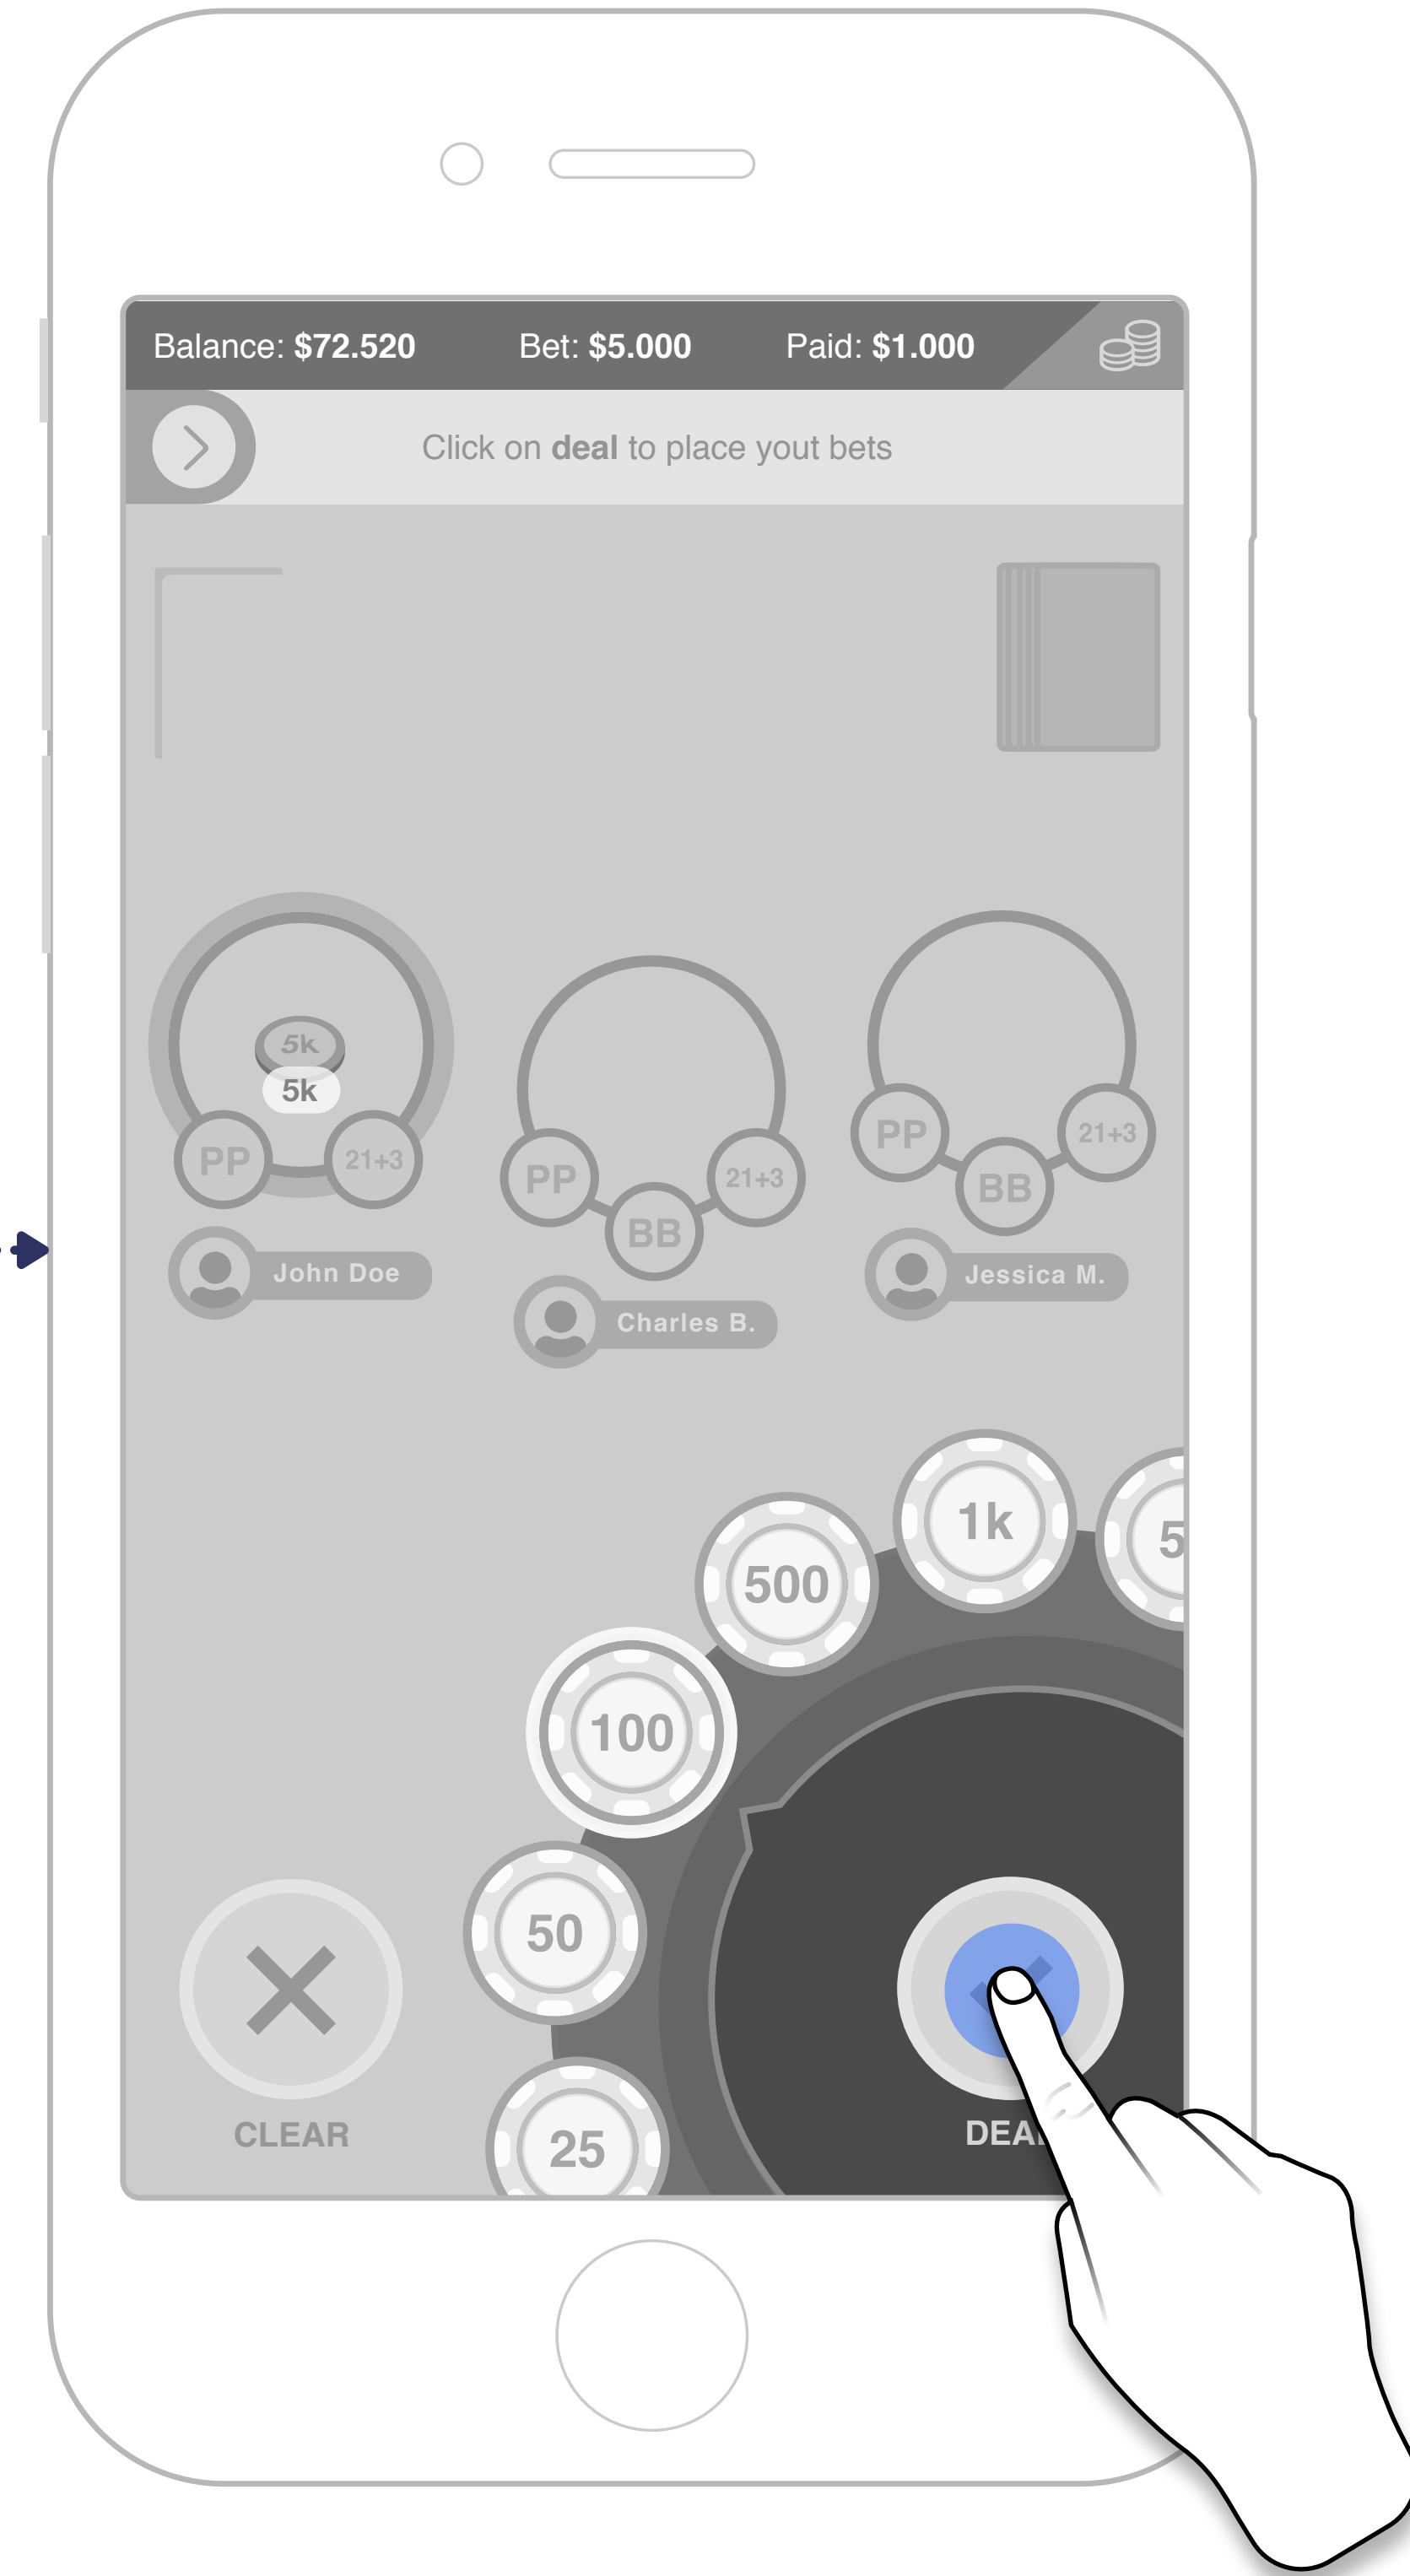 Balance: $72.520 Bet: $5.000 Paid: $1.000
Click on deal to place yout bets
5k
5k
PP 21+3
John Doe
PP BB 21+3
Charles B.
PP BB 21+3
Jessica M.
1k
500
100
50
25
CLEAR